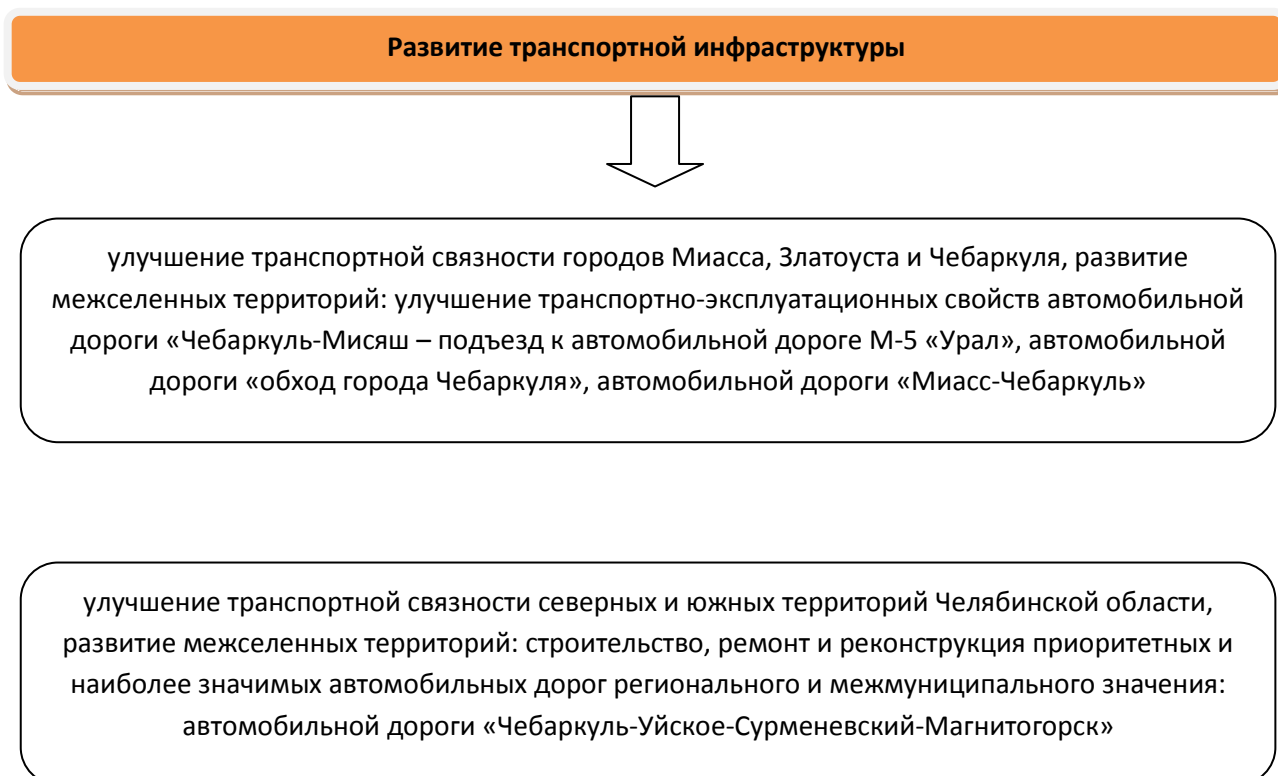 Развитие транспортной инфраструктуры
улучшение транспортной связности городов Миасса, Златоуста и Чебаркуля, развитие
межселенных территорий: улучшение транспортно-эксплуатационных свойств автомобильной
дороги «Чебаркуль-Мисяш – подъезд к автомобильной дороге М-5 «Урал», автомобильной
дороги «обход города Чебаркуля», автомобильной дороги «Миасс-Чебаркуль»
улучшение транспортной связности северных и южных территорий Челябинской области,
развитие межселенных территорий: строительство, ремонт и реконструкция приоритетных и
наиболее значимых автомобильных дорог регионального и межмуниципального значения:
автомобильной дороги «Чебаркуль-Уйское-Сурменевский-Магнитогорск»